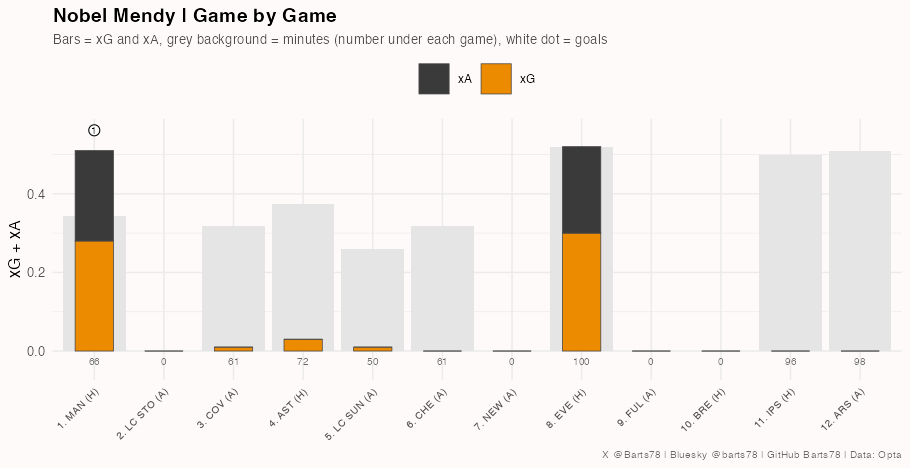 Nobel Mendy | Game by Game
Bars = xG and xA, grey background = minutes (number under each game), white dot = goals
xA xG
1
xG + xA
0.4
0.2
0.0
66 0 61 72 50 61 0 100 0 0 96 98
1. MAN (H)
2. LC STO (A)
3. COV (A)
4. AST (H)
5. LC SUN (A)
6. CHE (A)
7. NEW (A)
8. EVE (H)
9. FUL (A)
10. BRE (H)
11. IPS (H)
12. ARS (A)
X @Barts78 | Bluesky @barts78 | GitHub Barts78 | Data: Opta